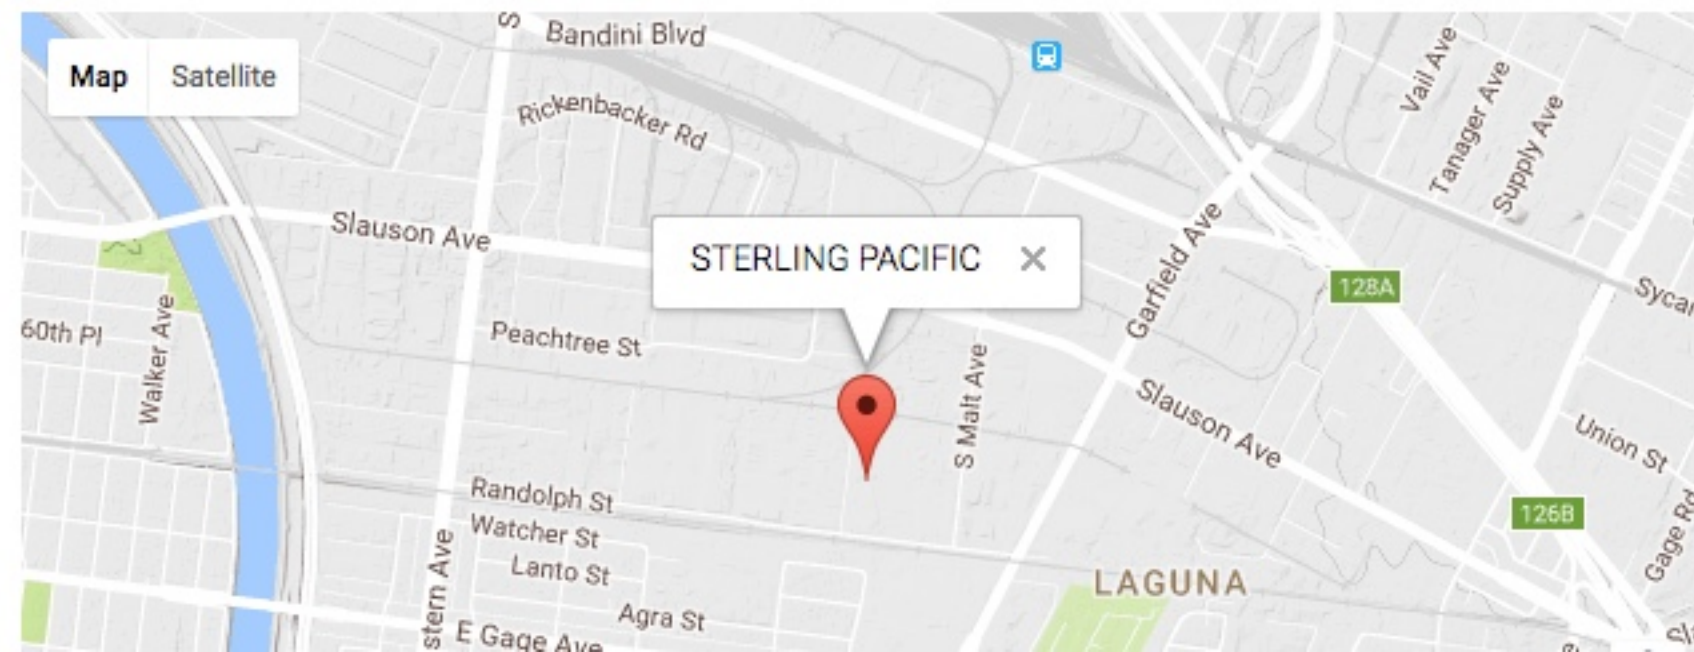 S
Bandini Blvd
Map
Satellite
Vail Ave
Rickenbacker Rd
Tanager Ave
Supply Ave
Slauson Ave
STERLING PACIFIC ×
Garfield Ave
128A
60th Pl
Walker Ave
Peachtree St
S Malt Ave
Slauson Ave
Union St
Randolph St
126B
Watcher St
Gage Rd
Lanto St
LAGUNA
Agra St
E Gage Ave